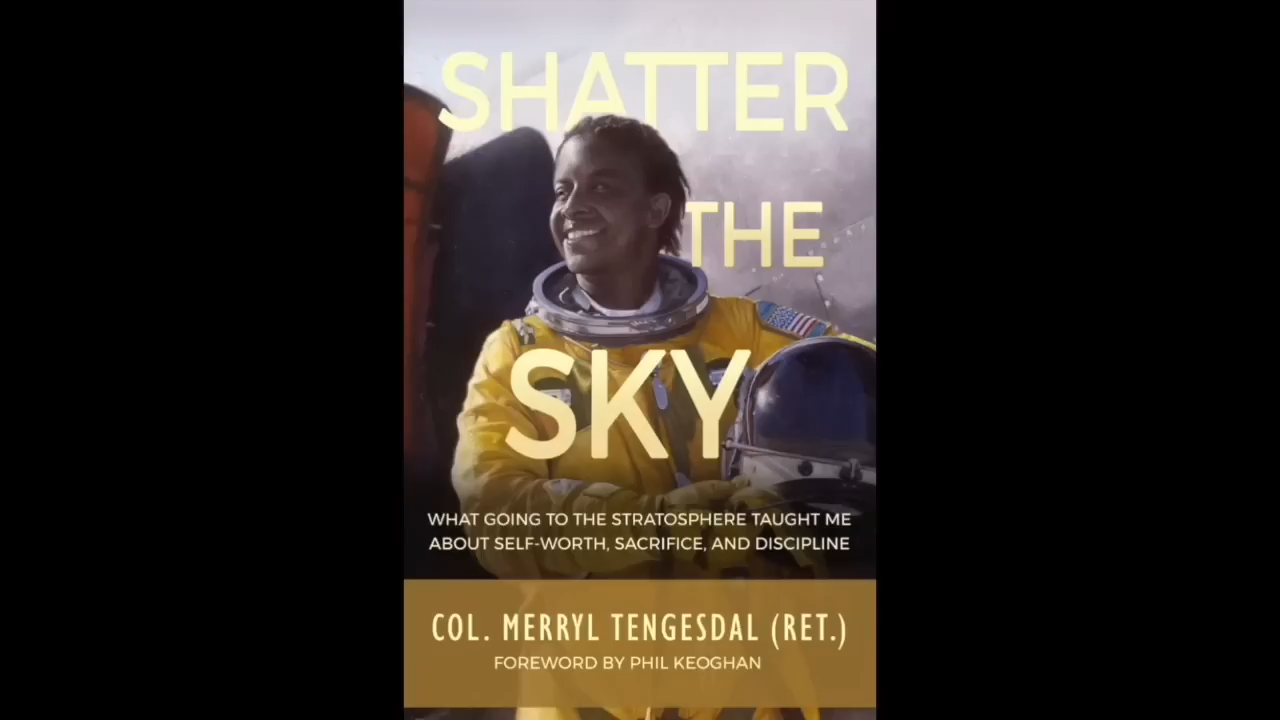 SHATTER
THE
SKY
WHAT GOING TO THE STRATOSPHERE TAUGHT ME
ABOUT SELF-WORTH, SACRIFICE, AND DISCIPLINE
COL. MERRYL TENGESDAL (RET.)
FOREWORD BY PHIL KEOGHAN